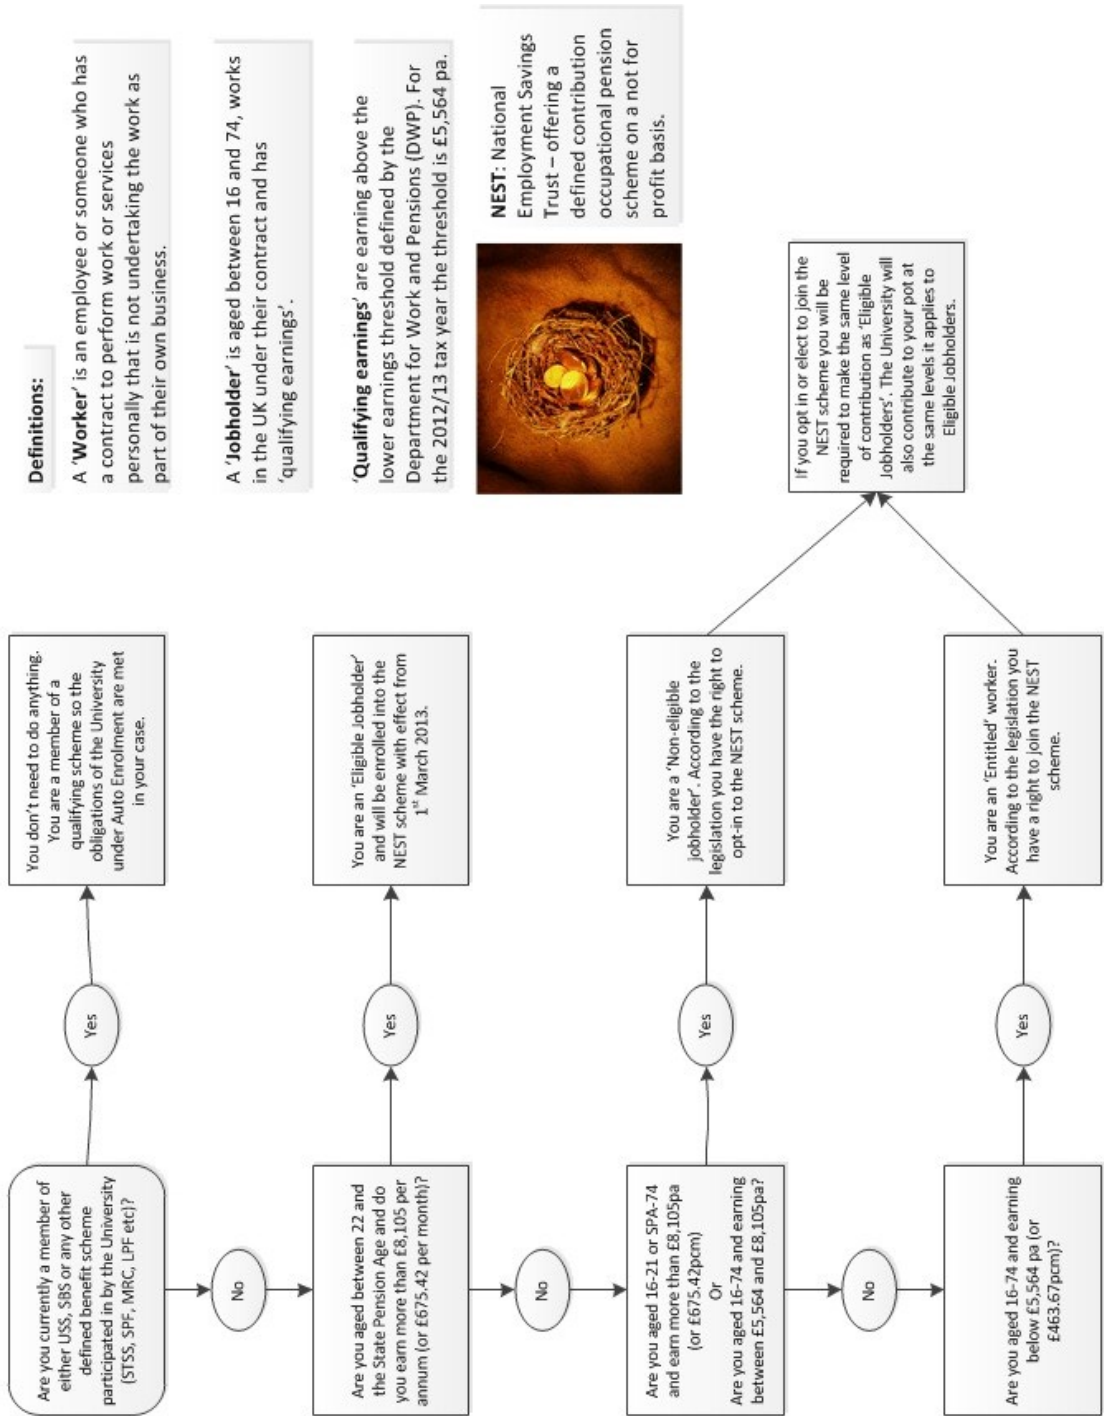 Are you currently a member of
either USS, SBS or any other
defined benefit scheme
participated in by the University
(STSS, SPF, MRC, LPF etc)?
Yes
You don't need to do anything.
You are a member of a
qualifying scheme so the
obligations of the University
under Auto Enrolment are met
in your case.
No
Are you aged between 22 and
the State Pension Age and do
you earn more than £8,105 per
annum (or £675.42 per month)?
Yes
You are an 'Eligible Jobholder'
and will be enrolled into the
NEST scheme with effect from
1st March 2013.
No
Are you aged 16-21 or SPA-74
and earn more than £8,105pa
(or £675.42pcm)
Or
Are you aged 16-74 and earning
between £5,564 and £8,105pa?
Yes
You are a 'Non-eligible
jobholder'. According to the
legislation you have the right to
opt-in to the NEST scheme.
No
Are you aged 16-74 and earning
below £5,564 pa (or
£463.67pcm)?
Yes
You are an 'Entitled' worker.
According to the legislation you
have a right to join the NEST
scheme.
If you opt in or elect to join the
NEST scheme you will be
required to make the same level
of contribution as 'Eligible
Jobholders'. The University will
also contribute to your pot at
the same levels it applies to
Eligible Jobholders.
Definitions:
A 'Worker' is an employee or someone who has
a contract to perform work or services
personally that is not undertaking the work as
part of their own business.
A 'Jobholder' is aged between 16 and 74, works
in the UK under their contract and has
'qualifying earnings'.
'Qualifying earnings' are earning above the
lower earnings threshold defined by the
Department for Work and Pensions (DWP). For
the 2012/13 tax year the threshold is £5,564 pa.
NEST: National
Employment Savings
Trust – offering a
defined contribution
occupational pension
scheme on a not for
profit basis.